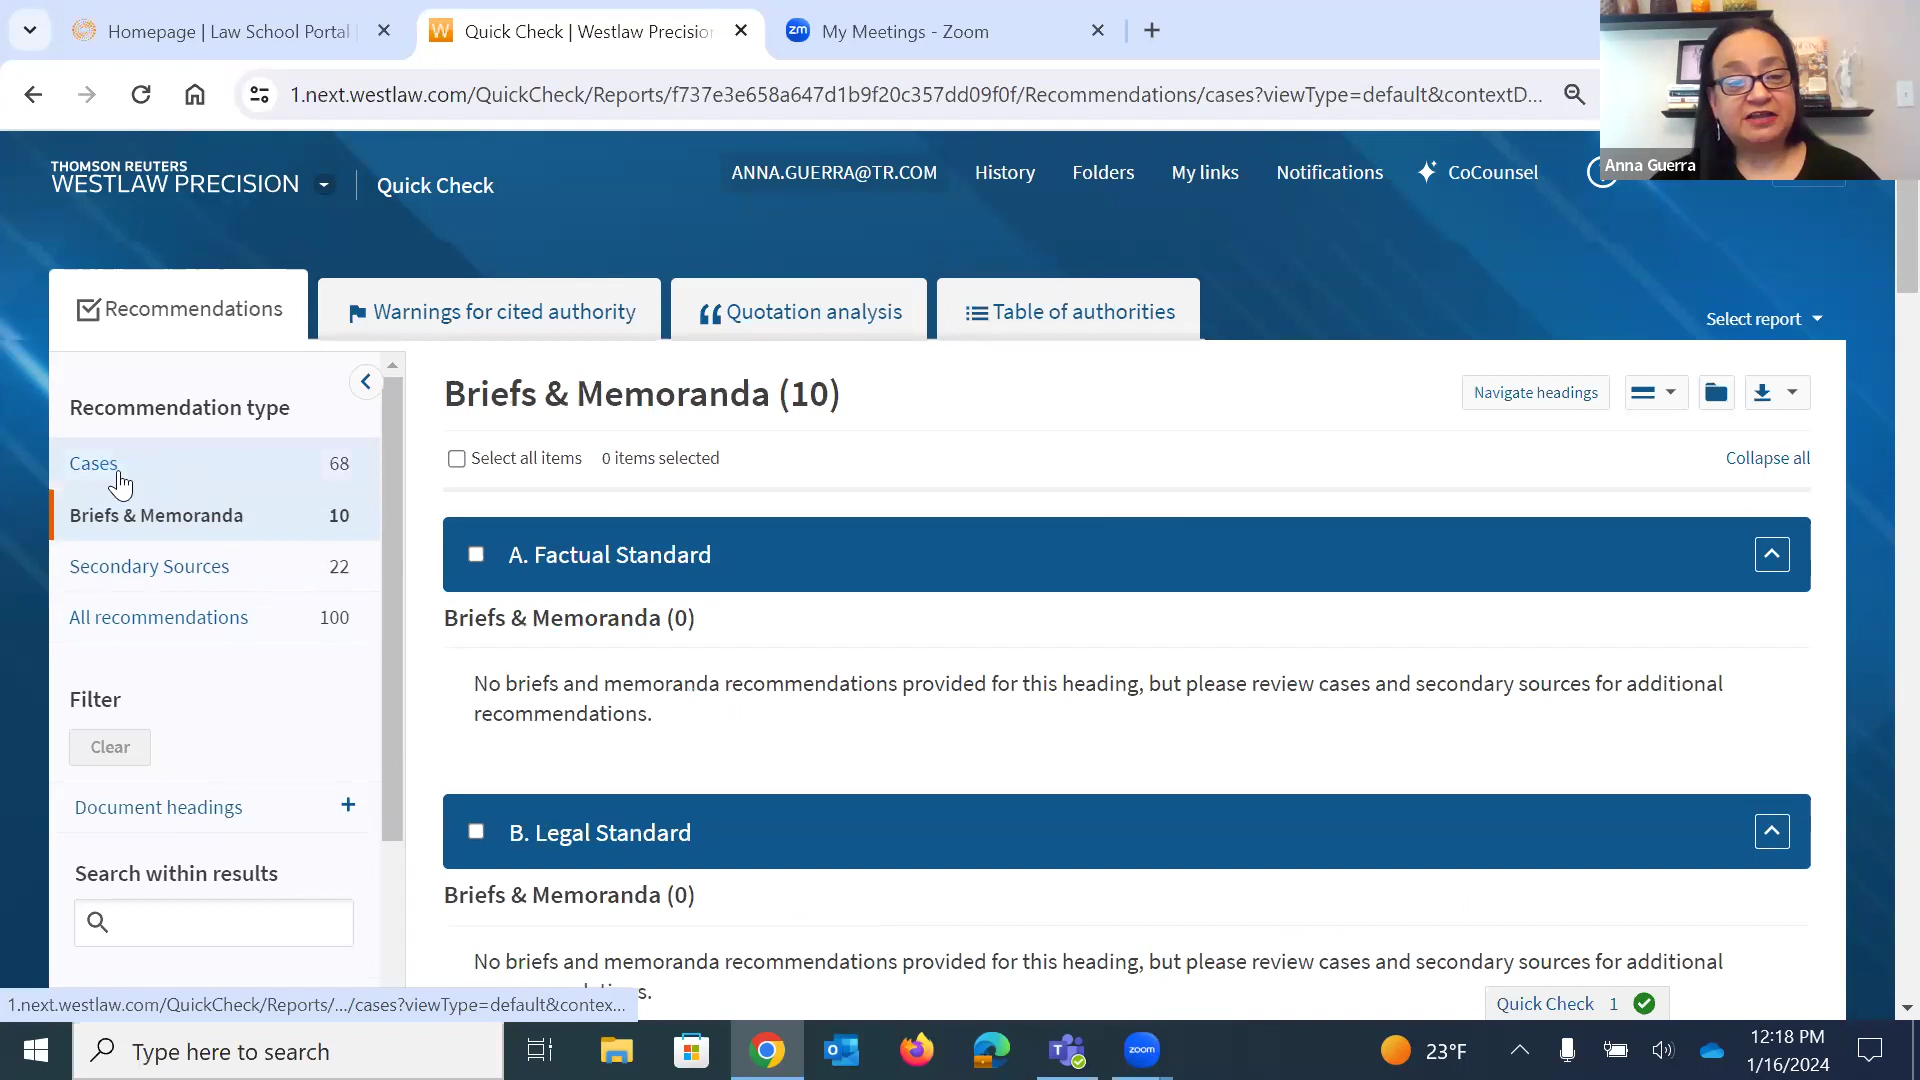 Homepage | Law School Portal
Quick Check | Westlaw Precision
zm
My Meetings - Zoom
1.next.westlaw.com/QuickCheck/Reports/f737e3e658a647d1b9f20c357dd09f0f/Recommendations/cases?viewType=default&contextD...
Anna Guerra
THOMSON REUTERS
WESTLAW PRECISION
Quick Check
ANNA.GUERRA@TR.COM
History
Folders
My links
Notifications
CoCounsel
Recommendations
Warnings for cited authority
Quotation analysis
Table of authorities
Select report
Recommendation type
Cases 68
Briefs & Memoranda 10
Secondary Sources 22
All recommendations 100
Filter
Clear
Document headings +
Search within results
Briefs & Memoranda (10)
Navigate headings
Select all items 0 items selected
Collapse all
A. Factual Standard
Briefs & Memoranda (0)
No briefs and memoranda recommendations provided for this heading, but please review cases and secondary sources for additional
recommendations.
B. Legal Standard
Briefs & Memoranda (0)
No briefs and memoranda recommendations provided for this heading, but please review cases and secondary sources for additional
Quick Check 1
1.next.westlaw.com/QuickCheck/Reports/.../cases?viewType=default&contex...
Type here to search
zoom
23°F
12:18 PM
1/16/2024